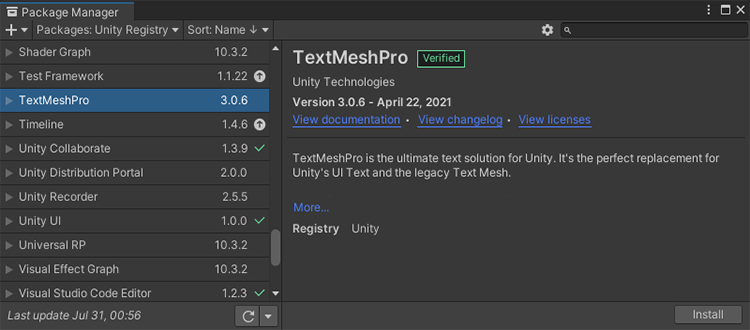 Package Manager
+ ▾ Packages: Unity Registry ▾ Sort: Name ↓ ▾
Shader Graph 10.3.2
Test Framework 1.1.22
TextMeshPro 3.0.6
Timeline 1.4.6
Unity Collaborate 1.3.9 ✓
Unity Distribution Portal 2.0.0
Unity Recorder 2.5.5
Unity UI 1.0.0 ✓
Universal RP 10.3.2
Visual Effect Graph 10.3.2
Visual Studio Code Editor 1.2.3 ✓
Last update Jul 31, 00:56
TextMeshPro Verified
Unity Technologies
Version 3.0.6 - April 22, 2021
View documentation • View changelog • View licenses
TextMeshPro is the ultimate text solution for Unity. It's the perfect replacement for
Unity's UI Text and the legacy Text Mesh.
More...
Registry Unity
Install